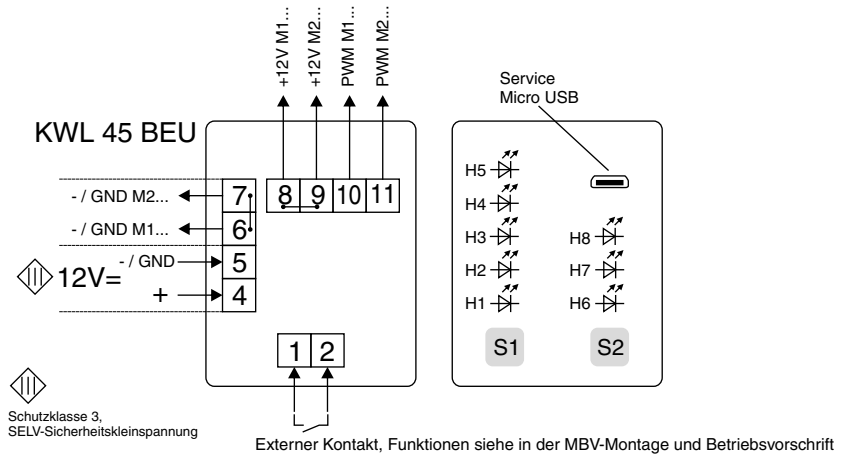 +12V M1...
+12V M2...
PWM M1...
PWM M2...
Service
Micro USB
KWL 45 BEU
- / GND M2...
7
8
9
10
11
- / GND M1...
6
- / GND
5
12V=
+
4
1
2
H5
H4
H3
H8
H2
H7
H1
H6
S1
S2
Schutzklasse 3,
SELV-Sicherheitskleinspannung
Externer Kontakt, Funktionen siehe in der MBV-Montage und Betriebsvorschrift